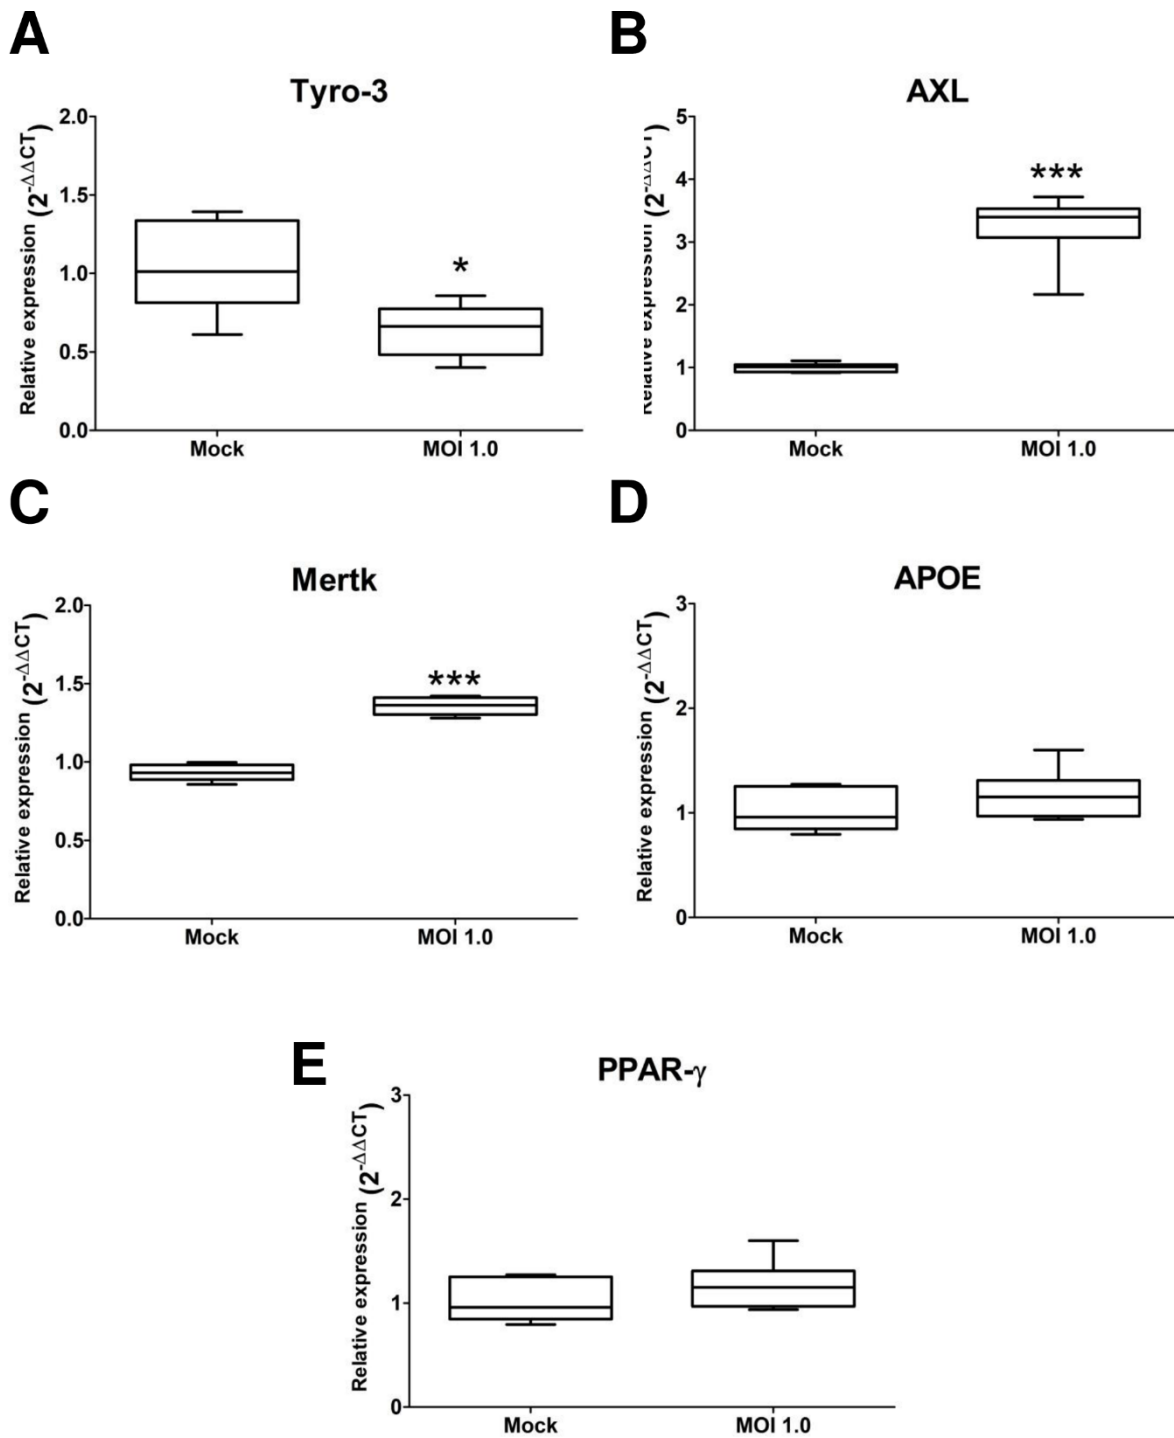 A
B
Tyro-3
AXL
Relative expression (2-ΔΔCT)
2.0
1.5
1.0
0.5
0.0
*
Mock
MOI 1.0
Relative expression (2-ΔΔCT)
5
4
3
2
1
0
***
Mock
MOI 1.0
C
D
Mertk
APOE
Relative expression (2-ΔΔCT)
2.0
1.5
1.0
0.5
0.0
***
Mock
MOI 1.0
Relative expression (2-ΔΔCT)
3
2
1
0
Mock
MOI 1.0
E
PPAR-γ
Relative expression (2-ΔΔCT)
3
2
1
0
Mock
MOI 1.0